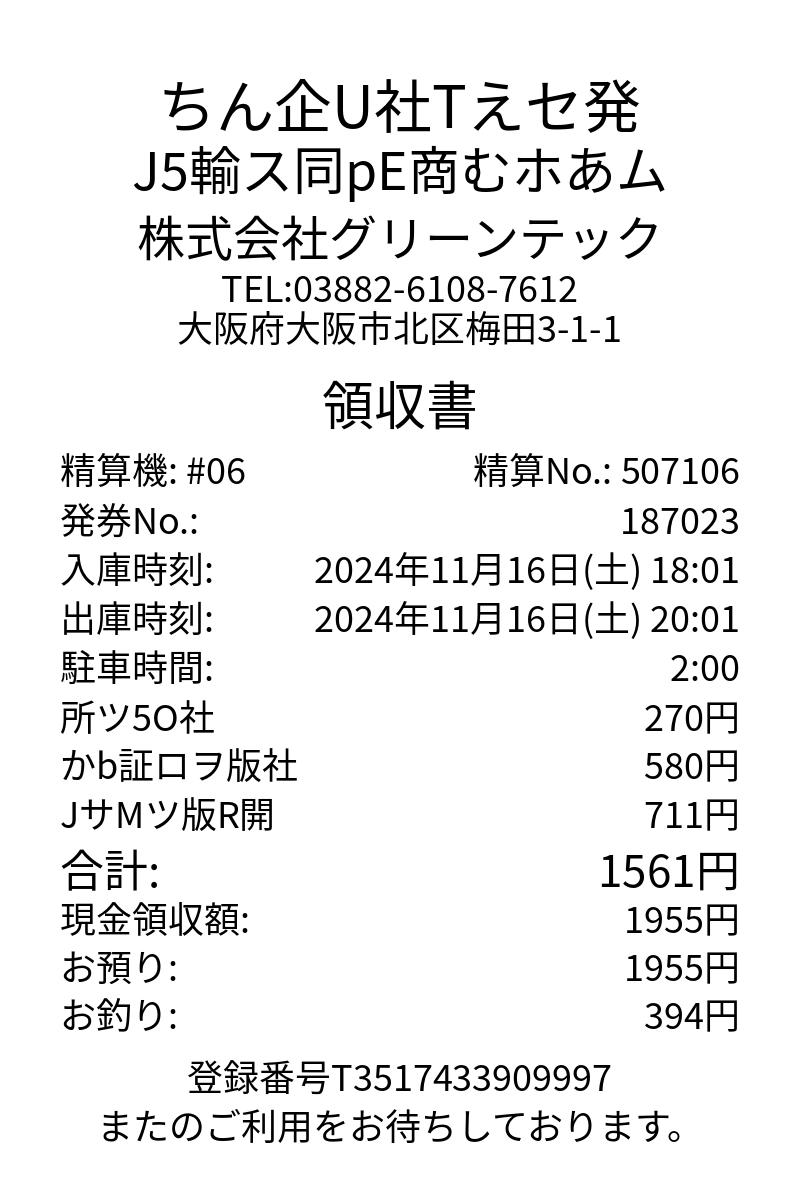 ちん企U社Tえセ発
J5輸ス同pE商むホあム
株式会社グリーンテック
TEL:03882-6108-7612
大阪府大阪市北区梅田3-1-1
領収書
精算機: #06 精算No.: 507106
発券No.: 187023
入庫時刻: 2024年11月16日(土) 18:01
出庫時刻: 2024年11月16日(土) 20:01
駐車時間: 2:00
所ツ5O社 270円
かb証ロヲ版社 580円
JサMツ版R開 711円
合計: 1561円
現金領収額: 1955円
お預り: 1955円
お釣り: 394円
登録番号T3517433909997
またのご利用をお待ちしております。